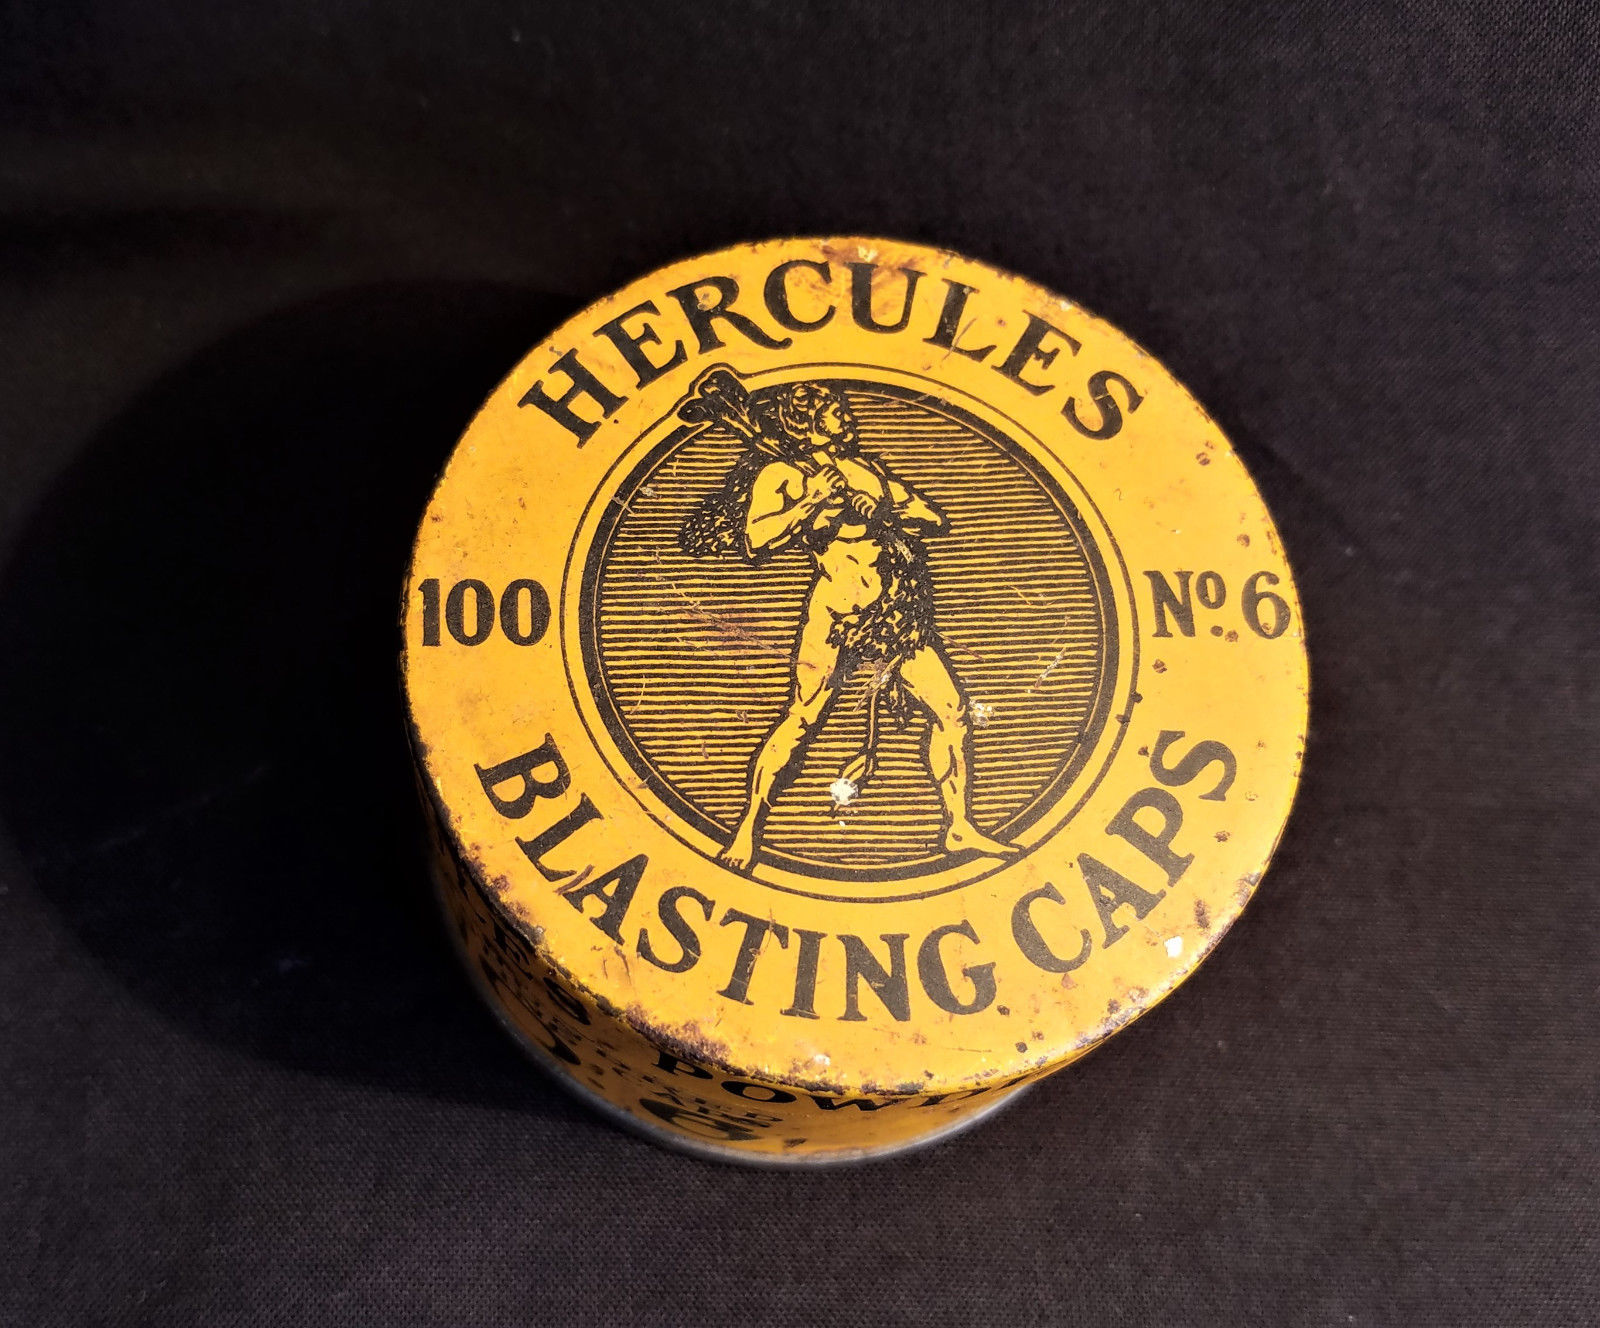 HERCULES
100
No 6
BLASTING CAPS